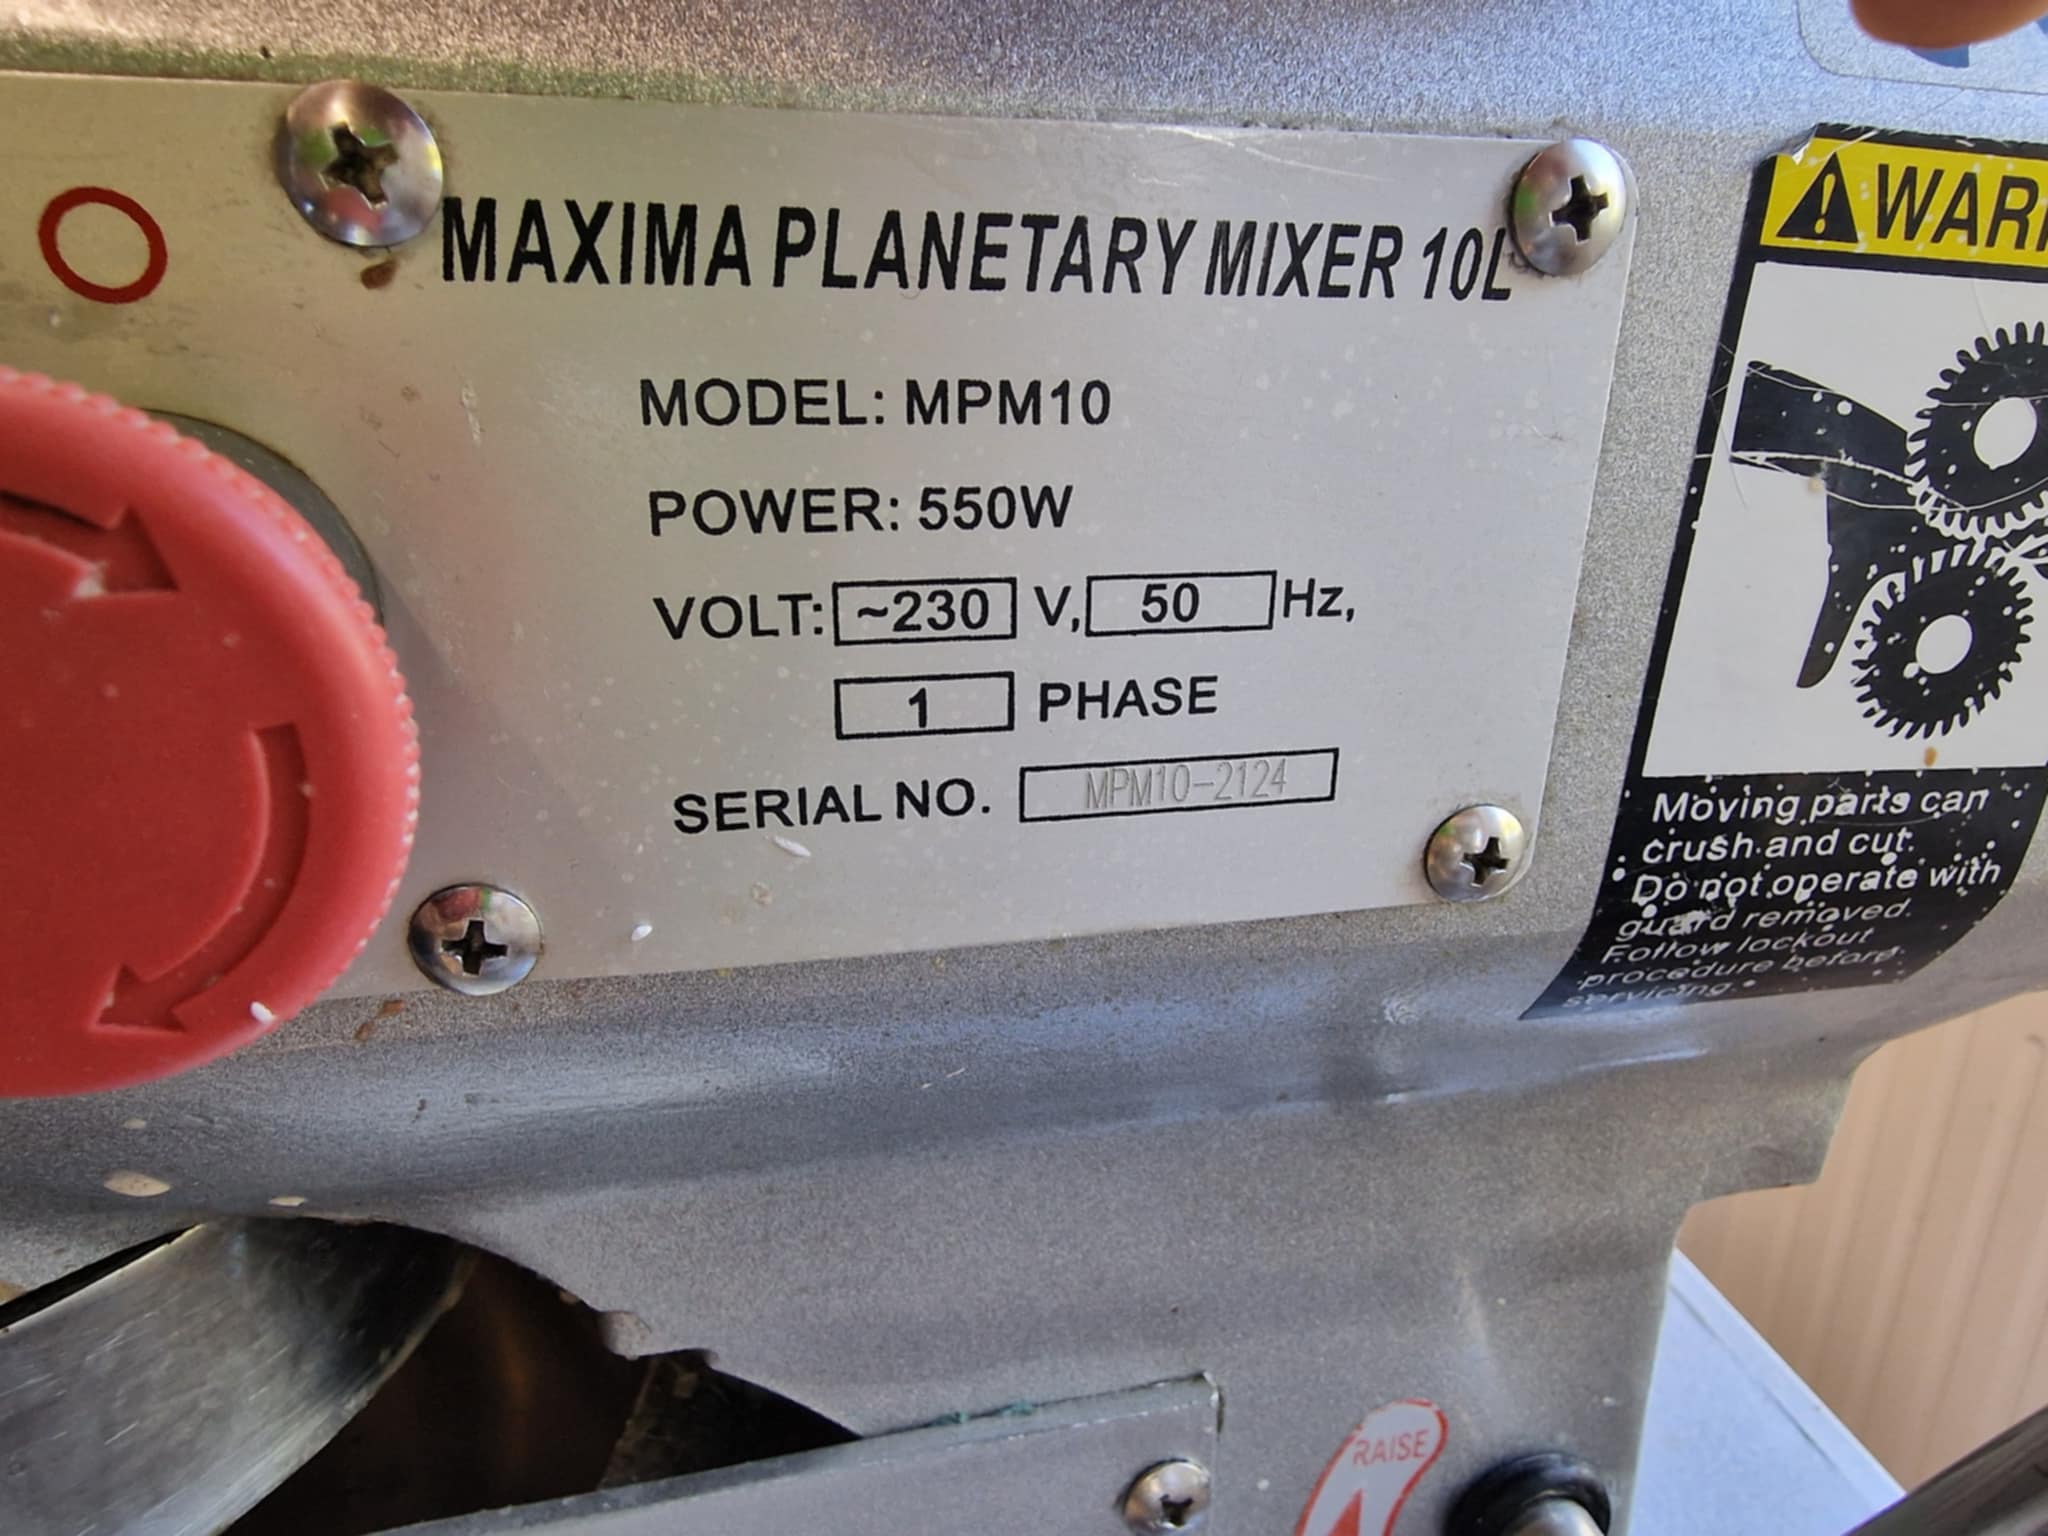 MAXIMA PLANETARY MIXER 10L
MODEL: MPM10
POWER: 550W
VOLT: ~230 V, 50 Hz,
1 PHASE
SERIAL NO. MPM10-2124
Moving parts can
crush and cut.
Do not operate with
guard removed.
Follow lockout
procedure before
servicing.
RAISE